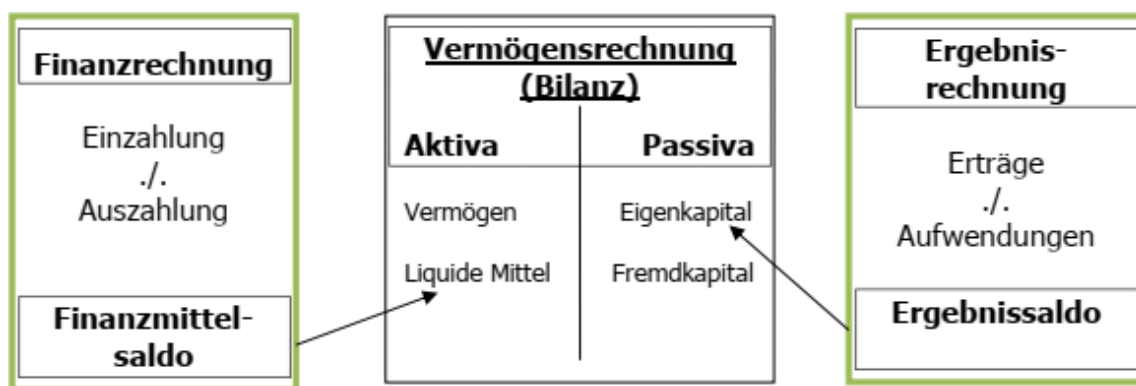 Finanzrechnung
Einzahlung
./.
Auszahlung
Finanzmittel-
saldo
Vermögensrechnung
(Bilanz)
Aktiva Passiva
Vermögen Eigenkapital
Liquide Mittel Fremdkapital
Ergebnis-
rechnung
Erträge
./.
Aufwendungen
Ergebnissaldo